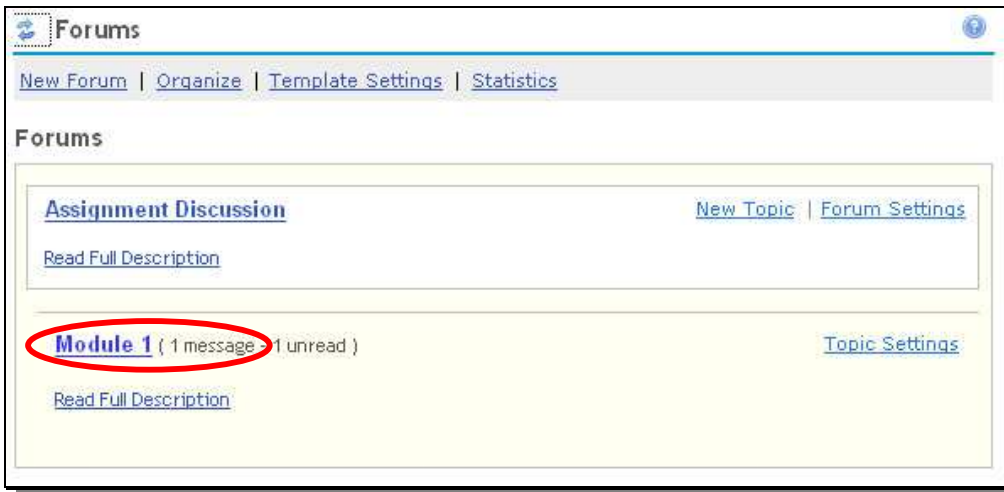 Forums
New Forum | Organize | Template Settings | Statistics
Forums
Assignment Discussion New Topic | Forum Settings
Read Full Description
Module 1 ( 1 message - 1 unread ) Topic Settings
Read Full Description